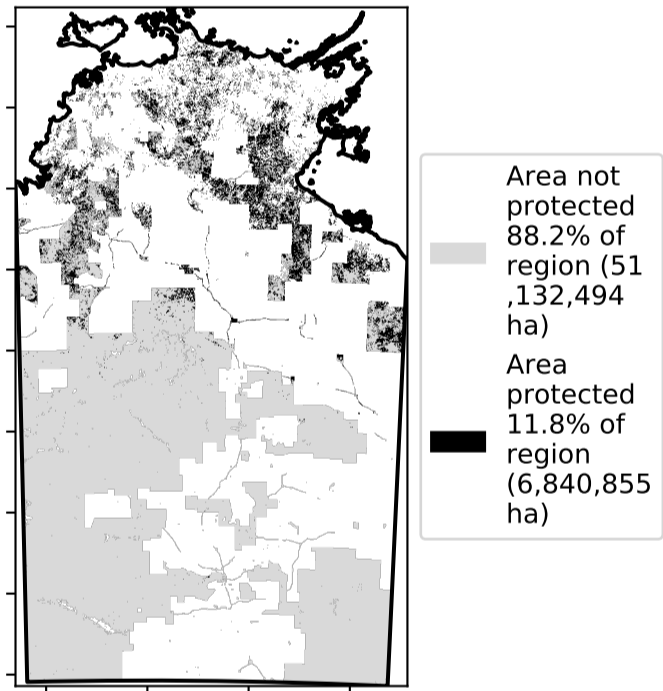 Area not
protected
88.2% of
region (51
,132,494
ha)
Area
protected
11.8% of
region
(6,840,855
ha)